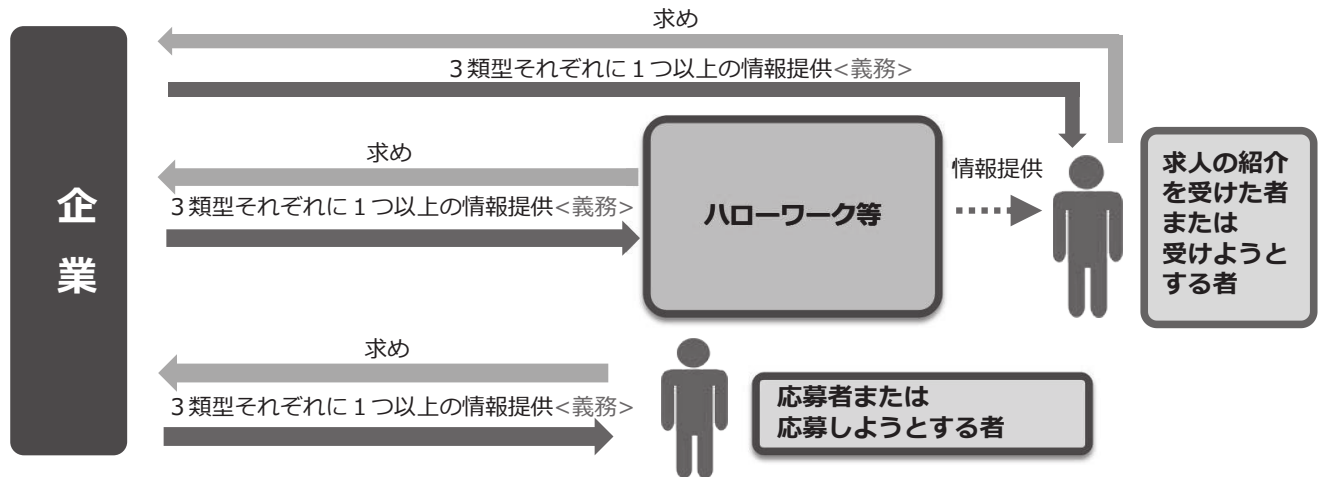 求め
３類型それぞれに１つ以上の情報提供<義務>
企業
求め
３類型それぞれに１つ以上の情報提供<義務>
ハローワーク等
情報提供
求人の紹介
を受けた者
または
受けようと
する者
求め
３類型それぞれに１つ以上の情報提供<義務>
応募者または
応募しようとする者